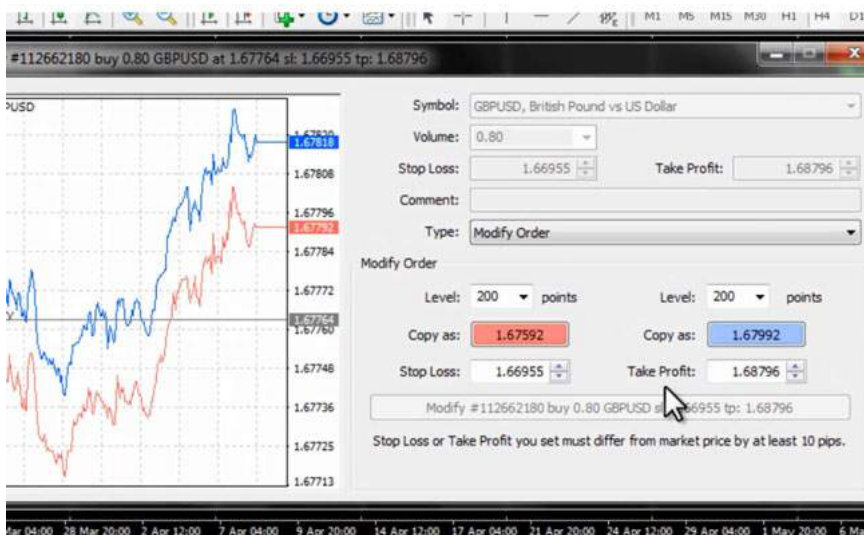 M1 M5 M15 M30 H1 H4 D1
#112662180 buy 0.80 GBPUSD at 1.67764 sl: 1.66955 tp: 1.68796
PUSD
1.67818
1.67808
1.67796
1.67792
1.67784
1.67772
1.67764
1.67760
1.67748
1.67736
1.67725
1.67713
Symbol: GBPUSD, British Pound vs US Dollar
Volume: 0.80
Stop Loss: 1.66955 Take Profit: 1.68796
Comment:
Type: Modify Order
Modify Order
Level: 200 points Level: 200 points
Copy as: 1.67592 Copy as: 1.67992
Stop Loss: 1.66955 Take Profit: 1.68796
Modify #112662180 buy 0.80 GBPUSD 66955 tp: 1.68796
Stop Loss or Take Profit you set must differ from market price by at least 10 pips.
Mar 04:00 28 Mar 20:00 2 Apr 12:00 7 Apr 04:00 9 Apr 20:00 14 Apr 12:00 17 Apr 04:00 21 Apr 20:00 24 Apr 12:00 29 Apr 04:00 1 May 20:00 6 Ma